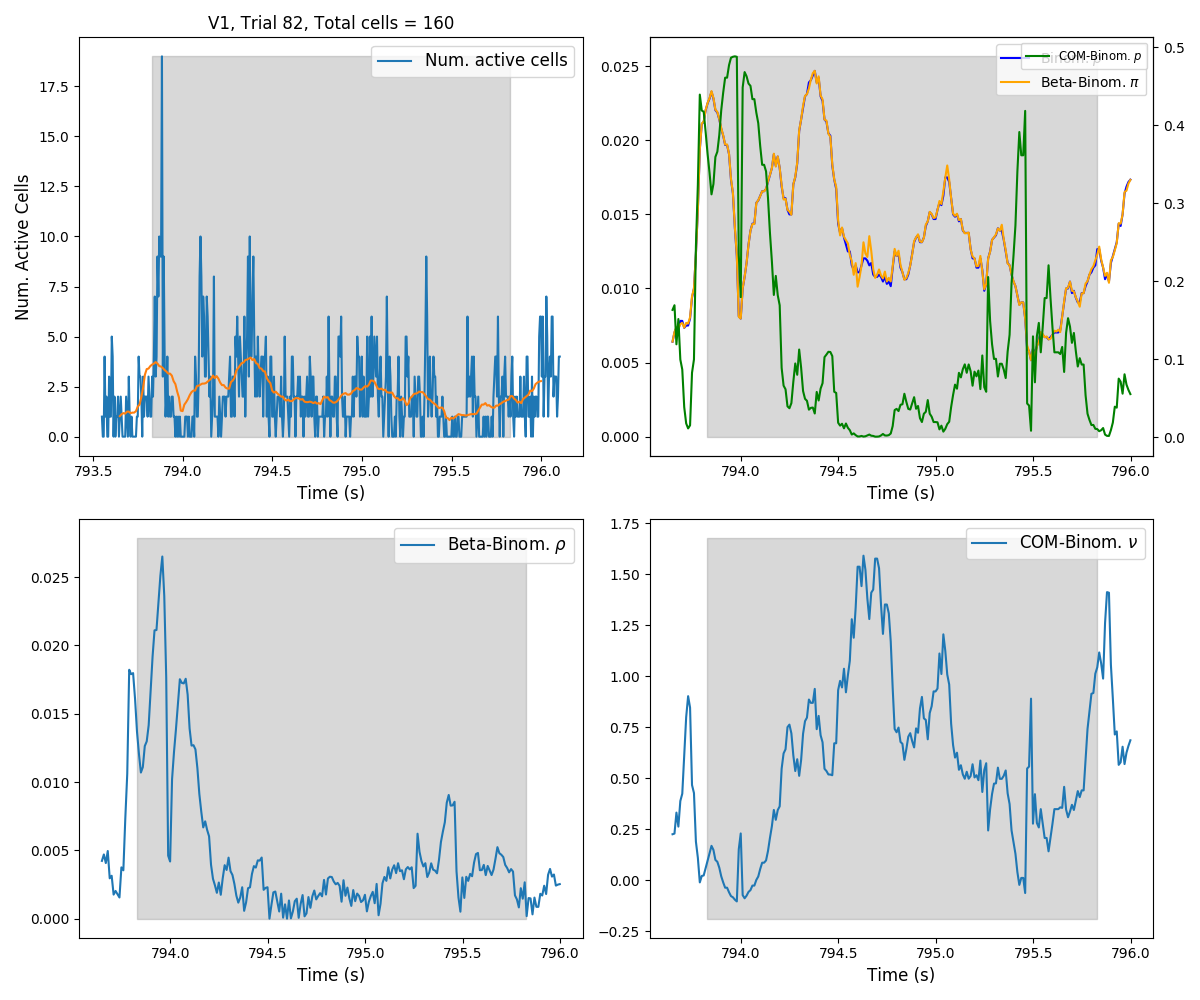 V1, Trial 82, Total cells = 160
Num. active cells
17.5
15.0
12.5
10.0
7.5
5.0
2.5
0.0
Num. Active Cells
793.5 794.0 794.5 795.0 795.5 796.0
Time (s)
COM-Binom. p
Beta-Binom. π
0.025
0.020
0.015
0.010
0.005
0.000
0.5
0.4
0.3
0.2
0.1
0.0
794.0 794.5 795.0 795.5 796.0
Time (s)
Beta-Binom. ρ
0.025
0.020
0.015
0.010
0.005
0.000
794.0 794.5 795.0 795.5 796.0
Time (s)
COM-Binom. ν
1.75
1.50
1.25
1.00
0.75
0.50
0.25
0.00
−0.25
794.0 794.5 795.0 795.5 796.0
Time (s)